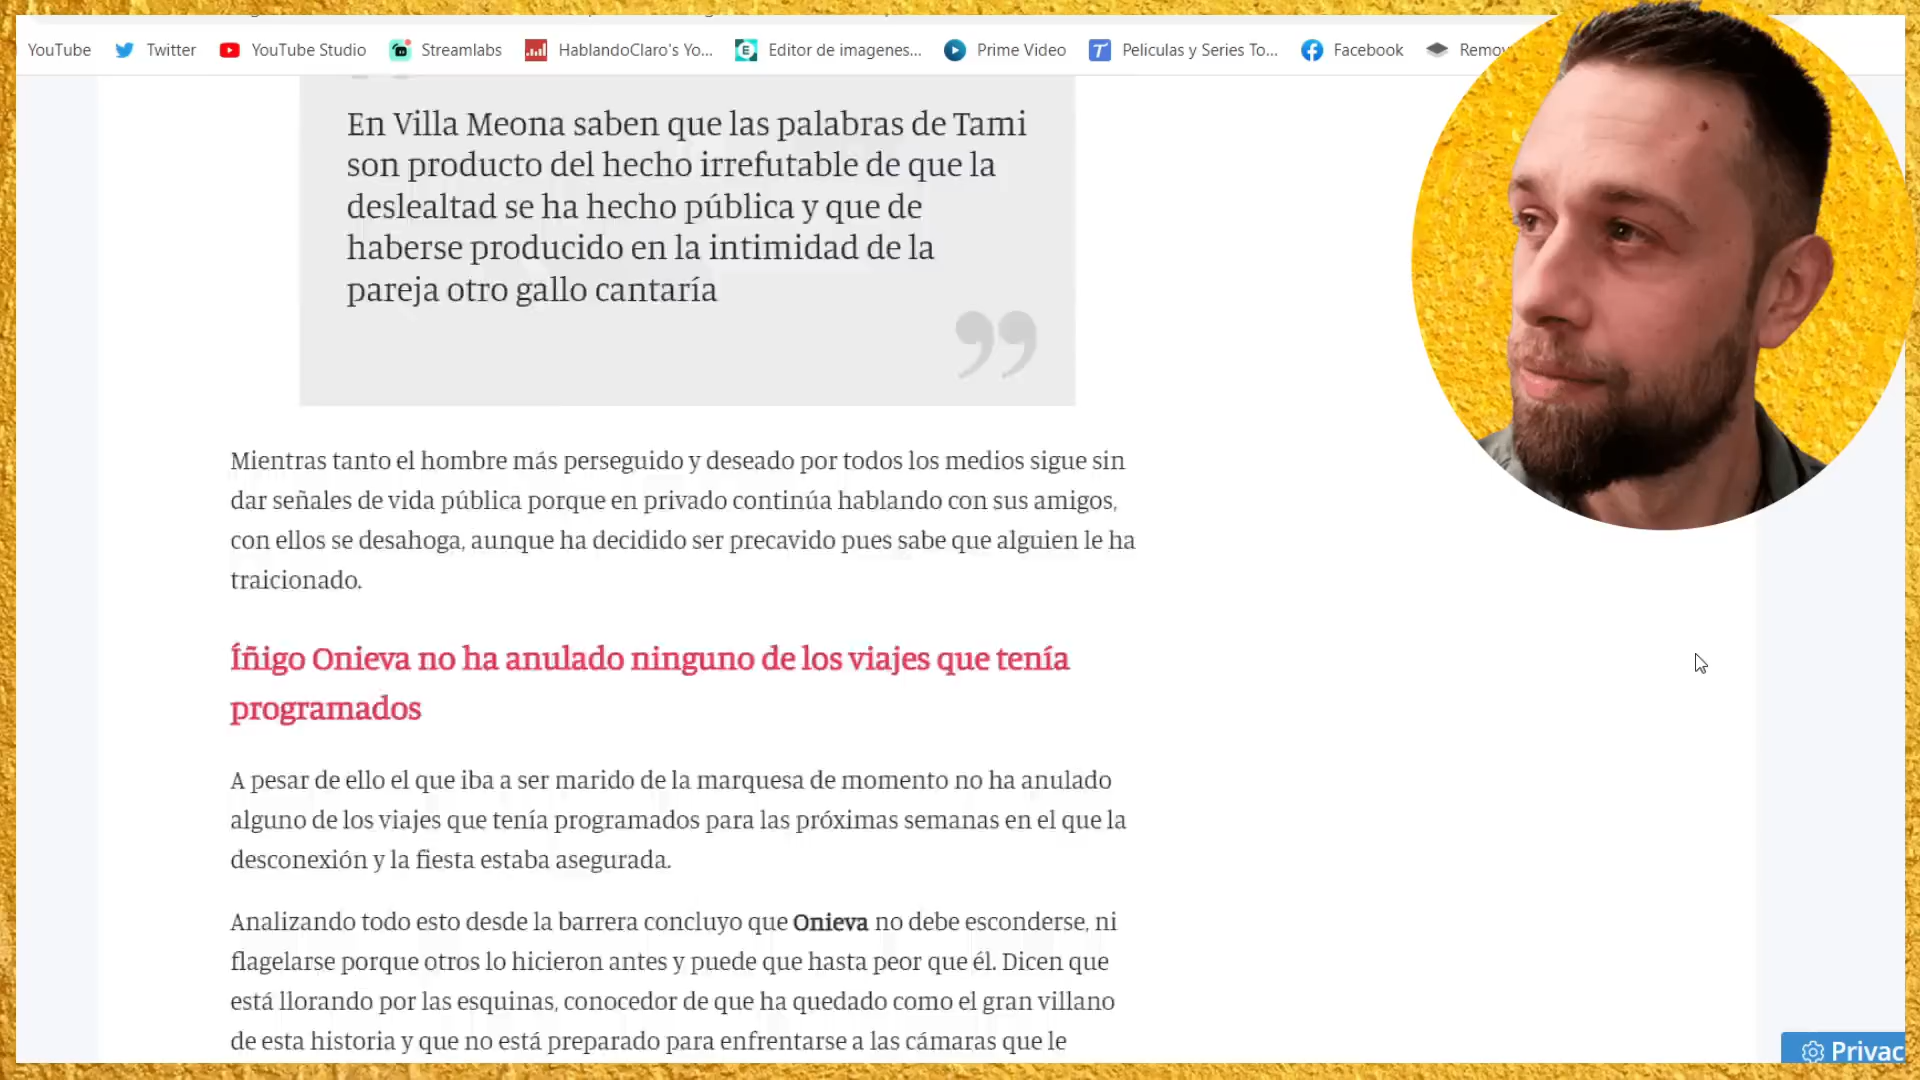 YouTube Twitter YouTube Studio Streamlabs HablandoClaro's Yo... Editor de imagenes... Prime Video Peliculas y Series To... Facebook
En Villa Meona saben que las palabras de Tami
son producto del hecho irrefutable de que la
deslealtad se ha hecho pública y que de
haberse producido en la intimidad de la
pareja otro gallo cantaría
”
Mientras tanto el hombre más perseguido y deseado por todos los medios sigue sin
dar señales de vida pública porque en privado continúa hablando con sus amigos,
con ellos se desahoga, aunque ha decidido ser precavido pues sabe que alguien le ha
traicionado.
Íñigo Onieva no ha anulado ninguno de los viajes que tenía
programados
A pesar de ello el que iba a ser marido de la marquesa de momento no ha anulado
alguno de los viajes que tenía programados para las próximas semanas en el que la
desconexión y la fiesta estaba asegurada.
Analizando todo esto desde la barrera concluyo que Onieva no debe esconderse, ni
flagelarse porque otros lo hicieron antes y puede que hasta peor que él. Dicen que
está llorando por las esquinas, conocedor de que ha quedado como el gran villano
de esta historia y que no está preparado para enfrentarse a las cámaras que le
Privac